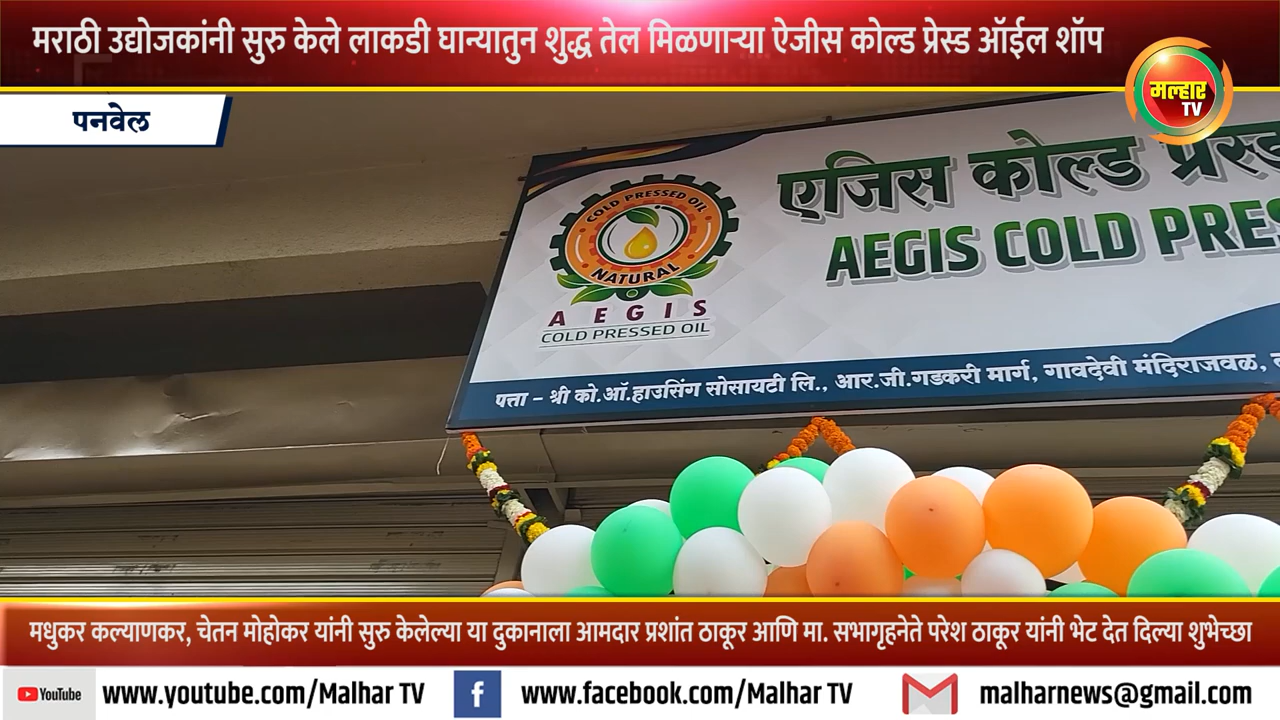 मराठी उद्योजकांनी सुरु केले लाकडी घान्यातुन शुद्ध तेल मिळणाऱ्या ऐजीस कोल्ड प्रेस्ड ऑईल शॉप
मल्हार
TV
पनवेल
एजिस कोल्ड प्रेस्ड
AEGIS COLD PRES
COLD PRESSED OIL
NATURAL
AEGIS
COLD PRESSED OIL
पत्ता – श्री को.ऑ.हाउसिंग सोसायटी लि., आर.जी.गडकरी मार्ग, गावदेवी मंदिराजवळ,
मधुकर कल्याणकर, चेतन मोहोकर यांनी सुरु केलेल्या या दुकानाला आमदार प्रशांत ठाकूर आणि मा. सभागृहनेते परेश ठाकूर यांनी भेट देत दिल्या शुभेच्छा
YouTube www.youtube.com/Malhar TV f www.facebook.com/Malhar TV malharnews@gmail.com